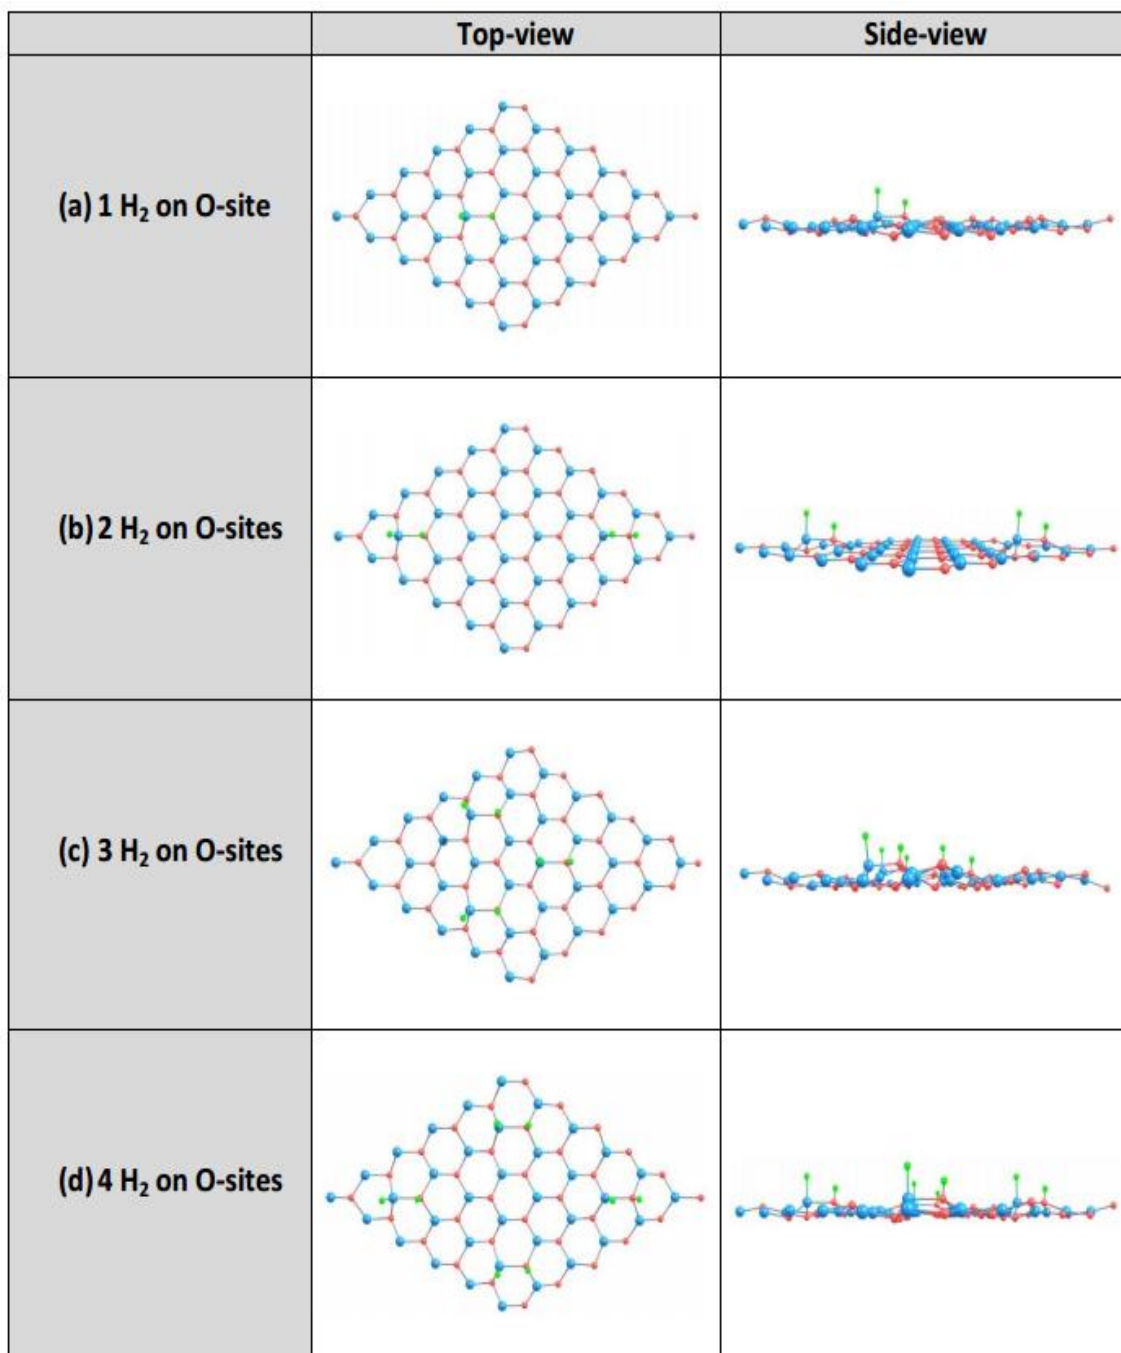 Top-view Side-view
(a) 1 H₂ on O-site
(b) 2 H₂ on O-sites
(c) 3 H₂ on O-sites
(d) 4 H₂ on O-sites